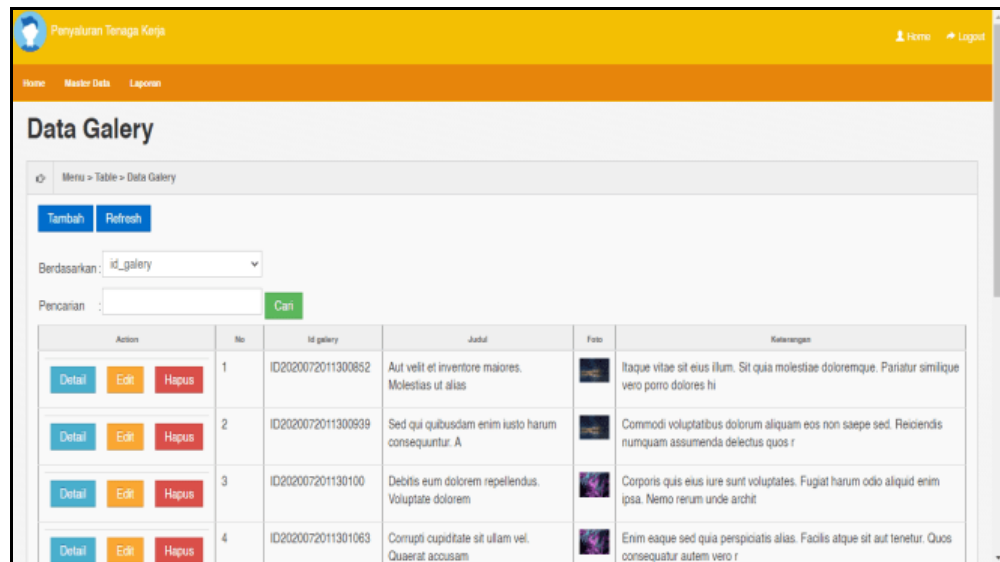 Penyaluran Tenaga Kerja
Home Logout
Home Master Data Laporan
Data Galery
Menu > Table > Data Galery
Tambah Refresh
Berdasarkan : id_galery
Pencarian :
Cari
Action No Id galery Judul Foto Keterangan
Detail Edit Hapus 1 ID2020072011300852 Aut velit et inventore maiores. Itaque vitae sit eius illum. Sit quia molestiae doloremque. Pariatur similique
Molestias ut alias vero porro dolores hi
Detail Edit Hapus 2 ID2020072011300939 Sed qui quibusdam enim iusto harum Commodi voluptatibus dolorum aliquam eos non saepe sed. Reiciendis
consequuntur. A numquam assumenda delectus quos r
Detail Edit Hapus 3 ID202007201130100 Debitis eum dolorem repellendus. Corporis quis eius iure sunt voluptates. Fugiat harum odio aliquid enim
Voluptate dolorem ipsa. Nemo rerum unde archit
Detail Edit Hapus 4 ID2020072011301063 Corrupti cupiditate sit ullam vel. Enim eaque sed quia perspiciatis alias. Facilis atque sit aut tenetur. Quos
Quaerat accusam consequatur autem vero r